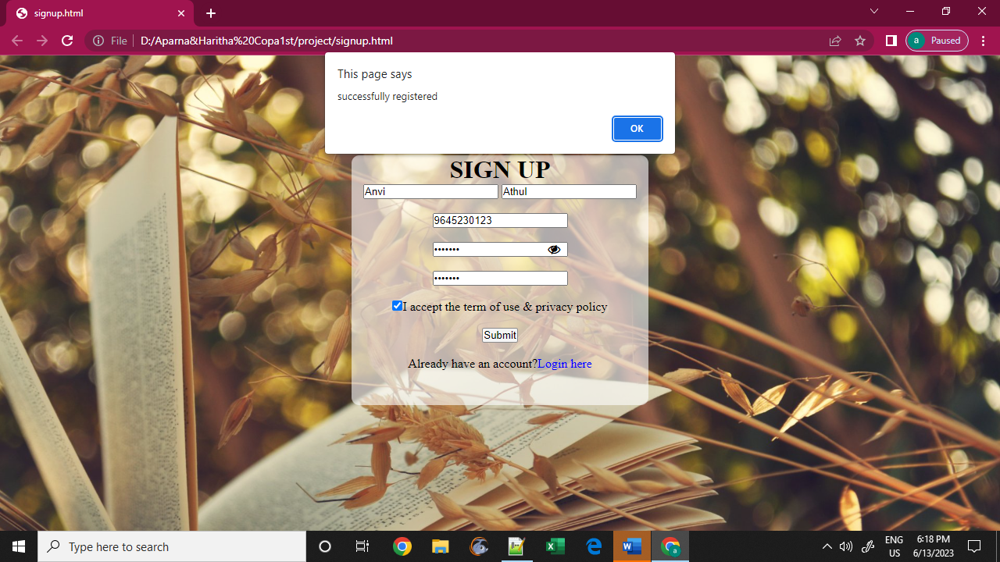 signup.html
File
D:/Aparna&Haritha%20Copa1st/project/signup.html
a
Paused
This page says
successfully registered
OK
SIGN UP
Anvi
Athul
9645230123
•••••••
•••••••
I accept the term of use & privacy policy
Submit
Already have an account?Login here
Type here to search
ENG
US
6:18 PM
6/13/2023